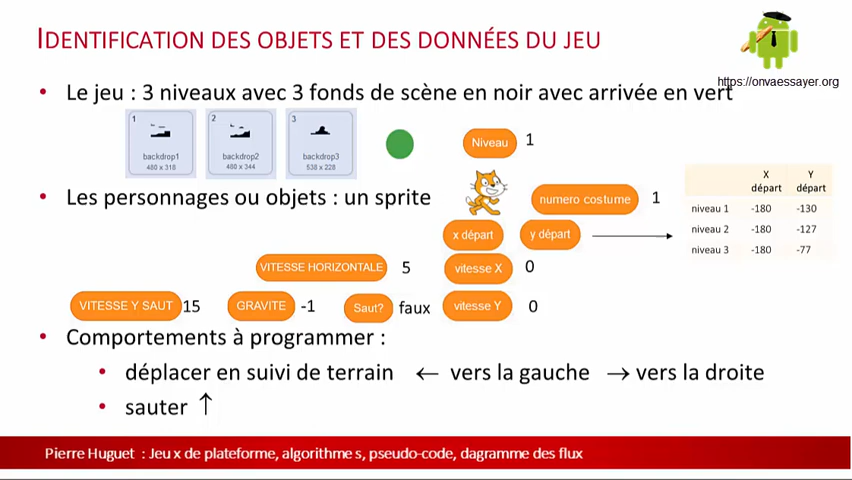 IDENTIFICATION DES OBJETS ET DES DONNÉES DU JEU
https://onvaessayer.org
• Le jeu : 3 niveaux avec 3 fonds de scène en noir avec arrivée en vert
1
backdrop1
480 x 318
2
backdrop2
480 x 344
3
backdrop3
538 x 228
Niveau 1
• Les personnages ou objets : un sprite
numero costume 1
x départ y départ
X départ Y départ
niveau 1 -180 -130
niveau 2 -180 -127
niveau 3 -180 -77
VITESSE HORIZONTALE 5 vitesse X 0
VITESSE Y SAUT 15 GRAVITE -1 Saut? faux vitesse Y 0
• Comportements à programmer :
• déplacer en suivi de terrain ← vers la gauche → vers la droite
• sauter ↑
Pierre Huguet : Jeu x de plateforme, algorithme s, pseudo-code, dagramme des flux